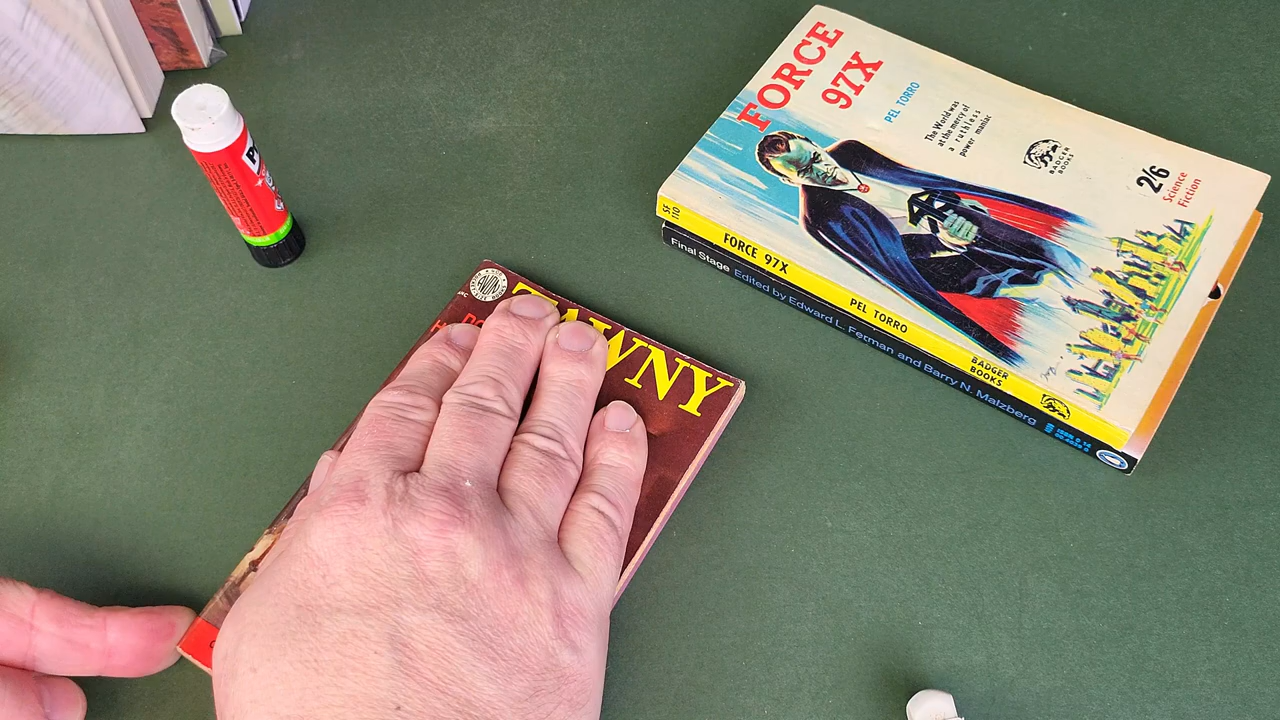 FORCE
97X
PEL TORRO
The World was
at the mercy of
a ruthless
power maniac
BADGER
BOOKS
2/6
Science
Fiction
SF
110
FORCE 97X
PEL TORRO
BADGER
BOOKS
Final Stage Edited by Edward L. Ferman and Barry N. Malzberg
TAWNY